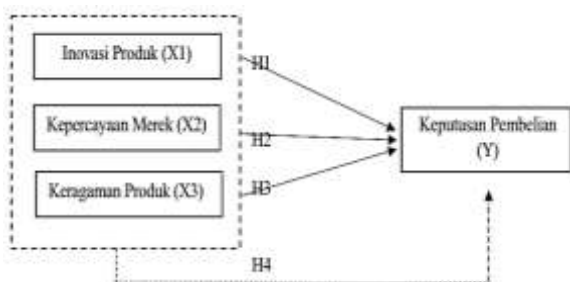 Inovasi Produk (X1)
H1
Kepercayaan Merek (X2)
H2
Keputusan Pembelian
(Y)
Keragaman Produk (X3)
H3
H4